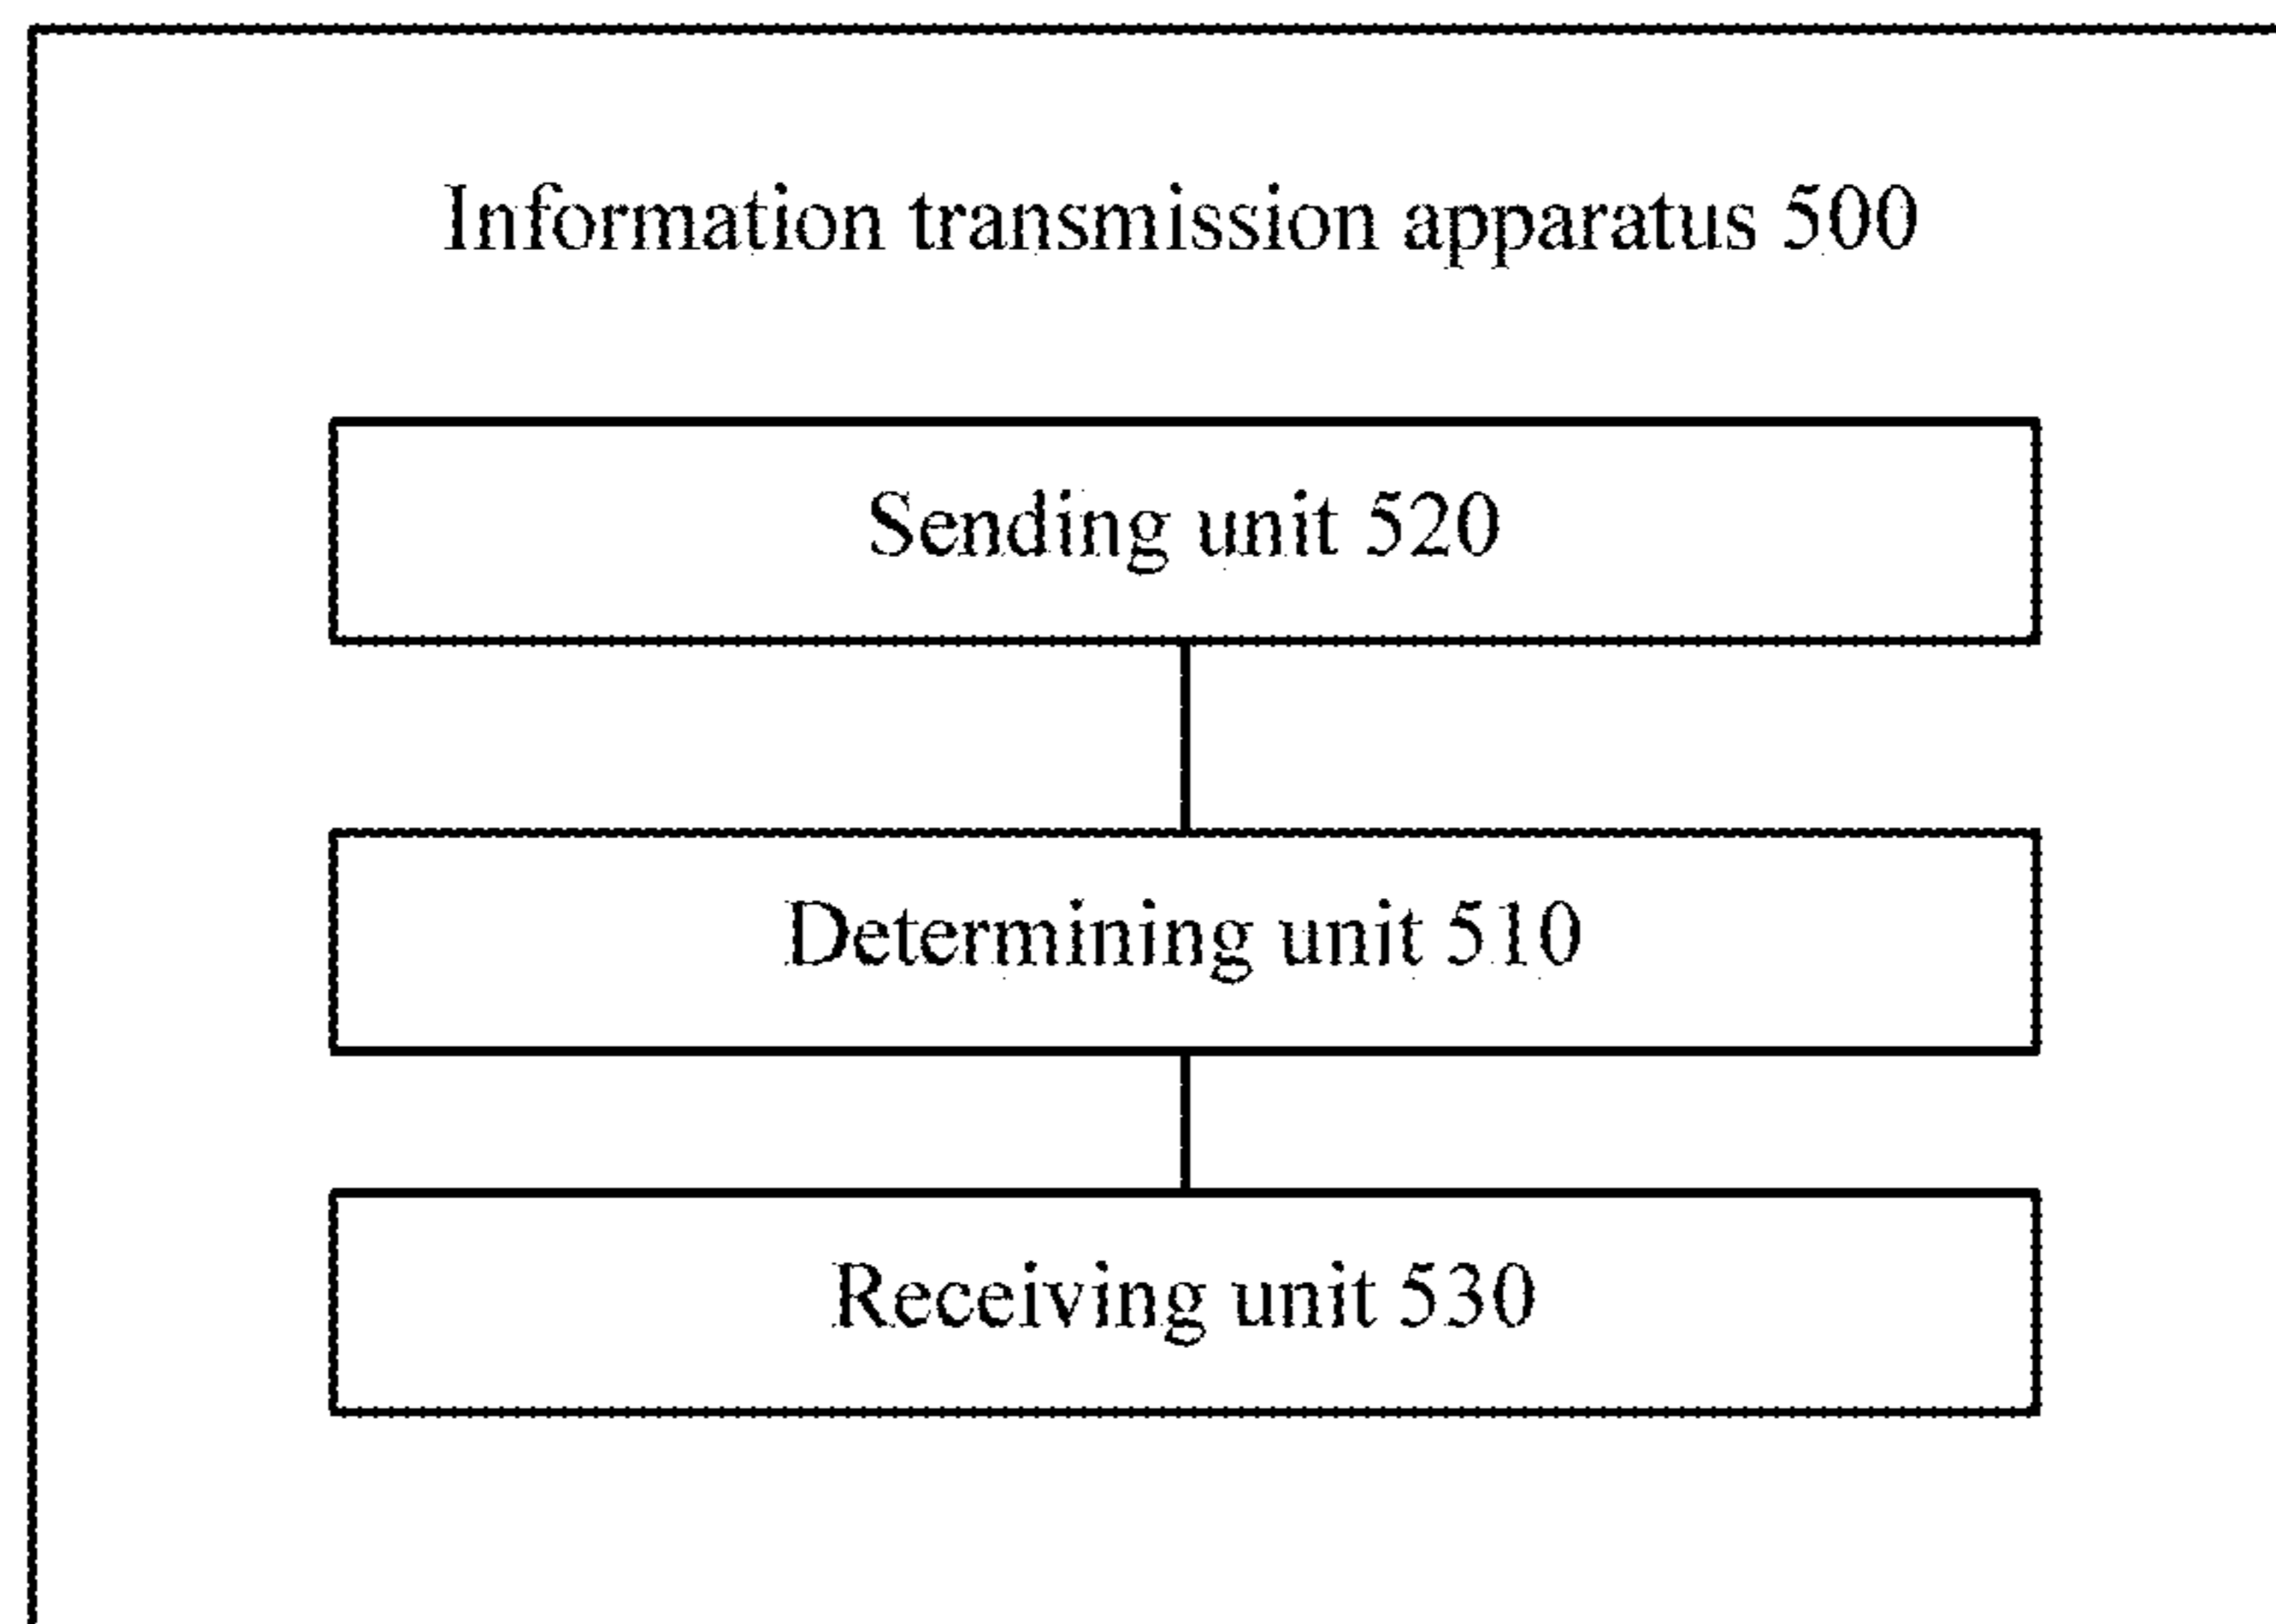 Information transmission apparatus 500
Sending unit 520
Determining unit 510
Receiving unit 530